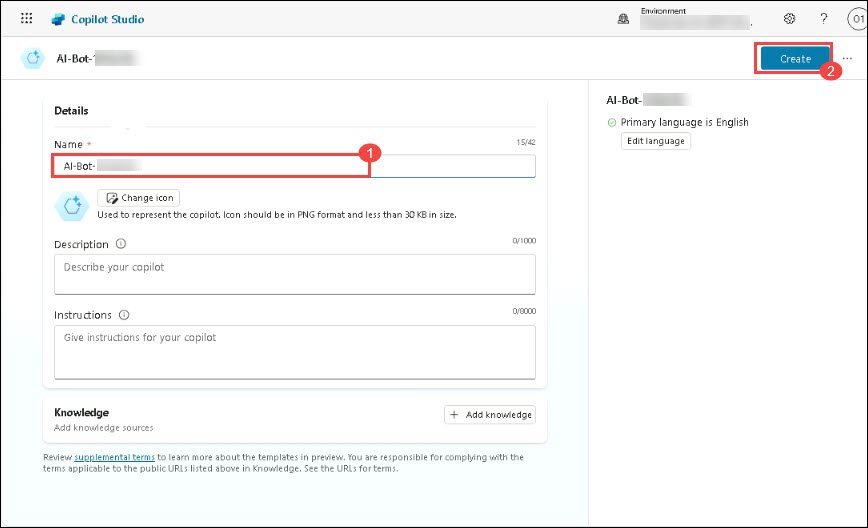 Copilot Studio
Environment
?
01
AI-Bot-
Create
...
2
Details
Name *
15/42
1
AI-Bot-
Change icon
Used to represent the copilot. Icon should be in PNG format and less than 30 KB in size.
Description
0/1000
Describe your copilot
Instructions
0/8000
Give instructions for your copilot
Knowledge
Add knowledge sources
+ Add knowledge
Review supplemental terms to learn more about the templates in preview. You are responsible for complying with the
terms applicable to the public URLs listed above in Knowledge. See the URLs for terms.
AI-Bot-
Primary language is English
Edit language